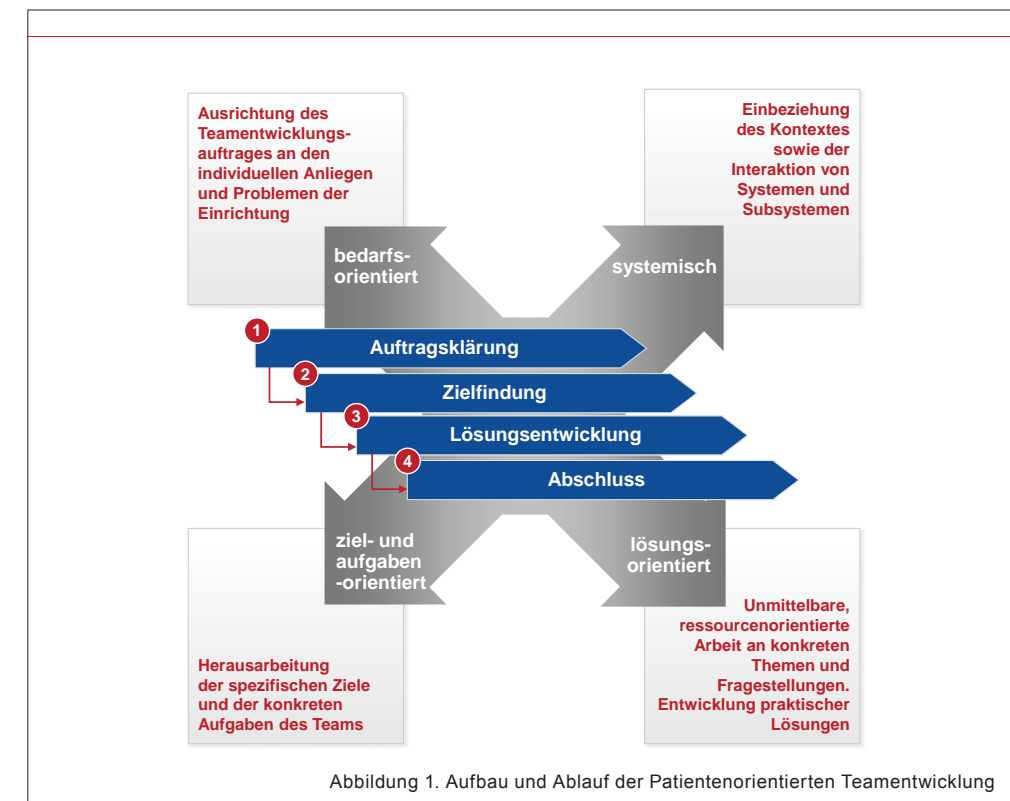 Ausrichtung des
Teamentwicklungs-
auftrages an den
individuellen Anliegen
und Problemen der
Einrichtung
Einbeziehung
des Kontextes
sowie der
Interaktion von
Systemen und
Subsystemen
bedarfs-
orientiert
systemisch
1
Auftragsklärung
2
Zielfindung
3
Lösungsentwicklung
4
Abschluss
ziel- und
aufgaben
-orientiert
lösungs-
orientiert
Herausarbeitung
der spezifischen Ziele
und der konkreten
Aufgaben des Teams
Unmittelbare,
ressourcenorientierte
Arbeit an konkreten
Themen und
Fragestellungen.
Entwicklung praktischer
Lösungen
Abbildung 1. Aufbau und Ablauf der Patientenorientierten Teamentwicklung